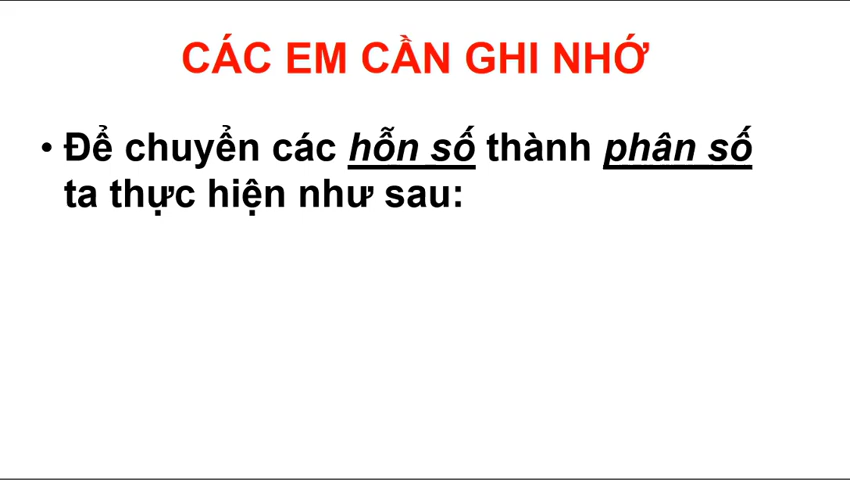 CÁC EM CẦN GHI NHỚ
• Để chuyển các hỗn số thành phân số
ta thực hiện như sau: